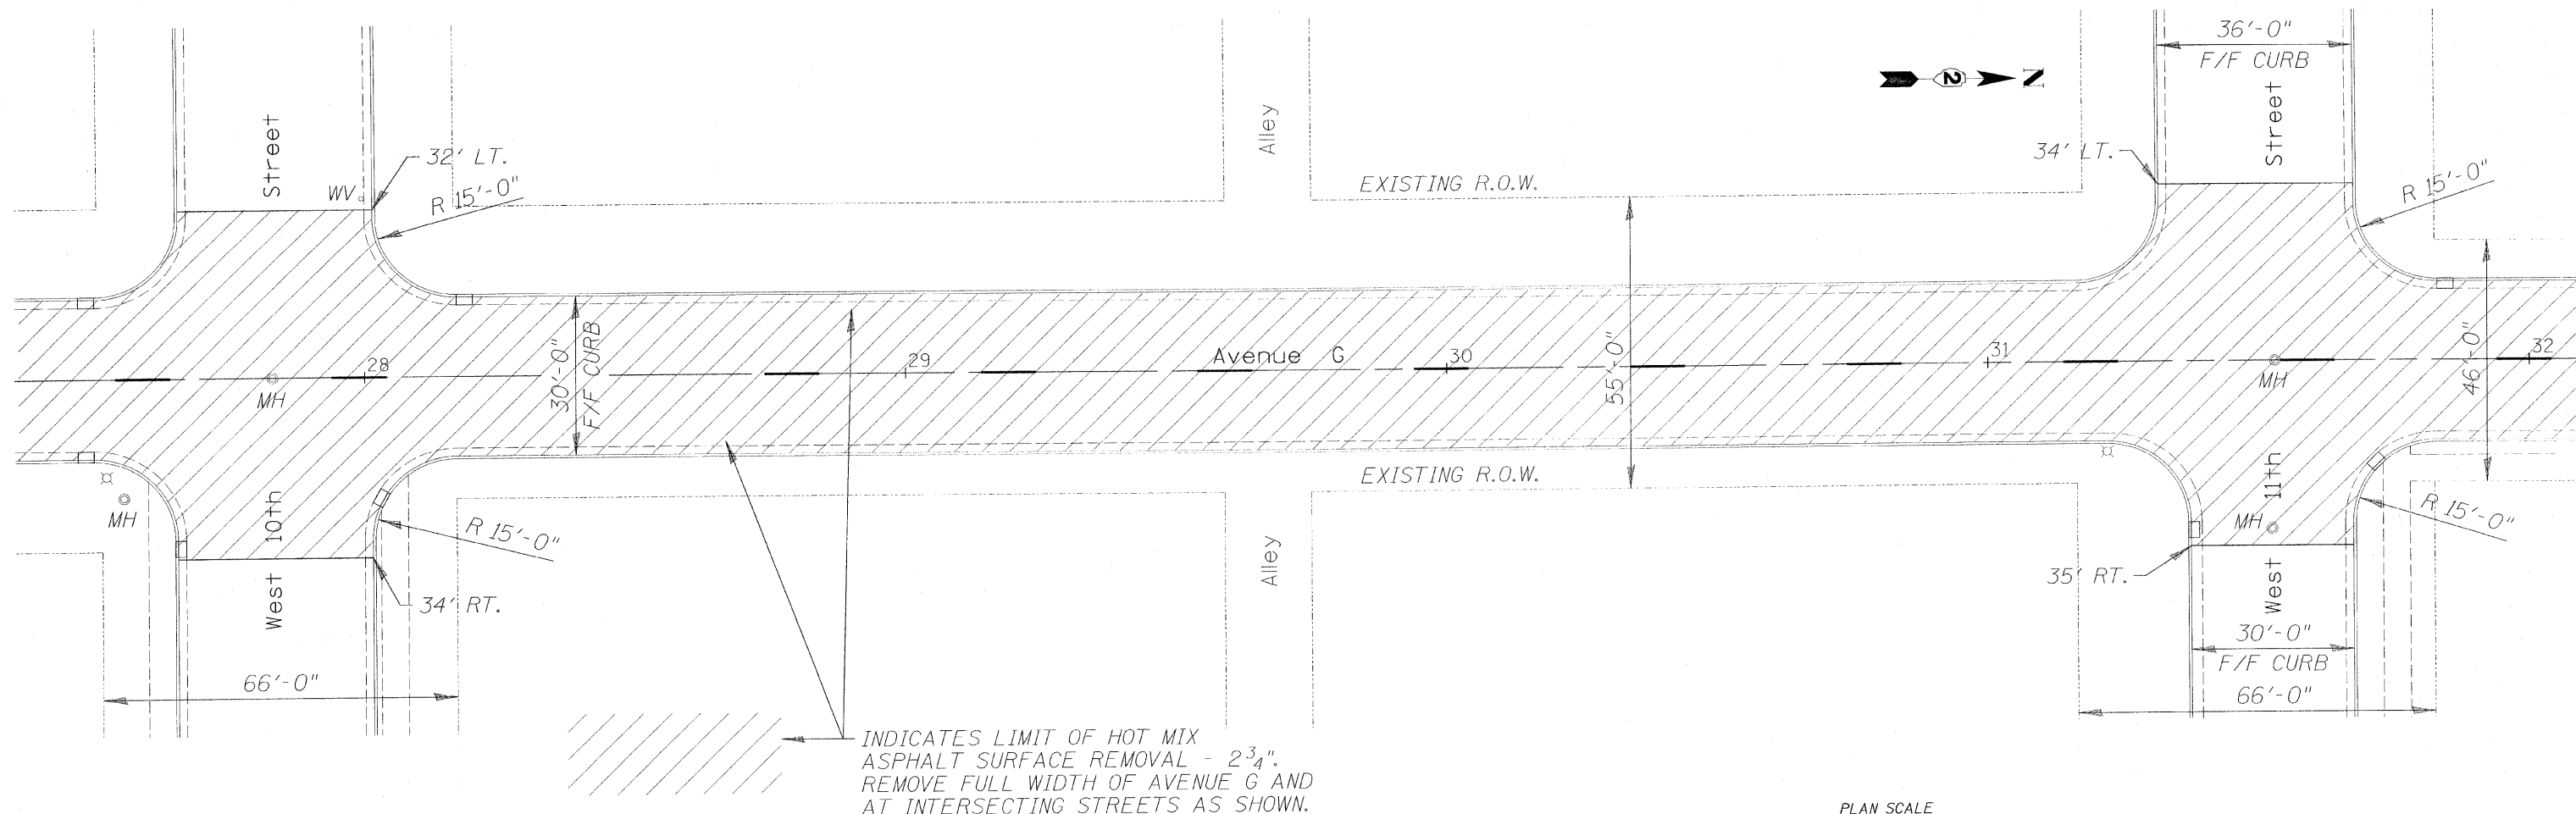 36'-0"
F/F CURB
2
N
Street
Alley
Street
32' LT.
34' LT.
WV
R 15'-0"
EXISTING R.O.W.
R 15'-0"
28
29
Avenue G
30
31
32
30'-0"
F/F CURB
55'-0"
46'-0"
MH
MH
EXISTING R.O.W.
MH
West 10th
R 15'-0"
Alley
MH
West 11th
R 15'-0"
34' RT.
35' RT.
30'-0"
F/F CURB
66'-0"
66'-0"
INDICATES LIMIT OF HOT MIX
ASPHALT SURFACE REMOVAL - 2 3/4".
REMOVE FULL WIDTH OF AVENUE G AND
AT INTERSECTING STREETS AS SHOWN.
PLAN SCALE